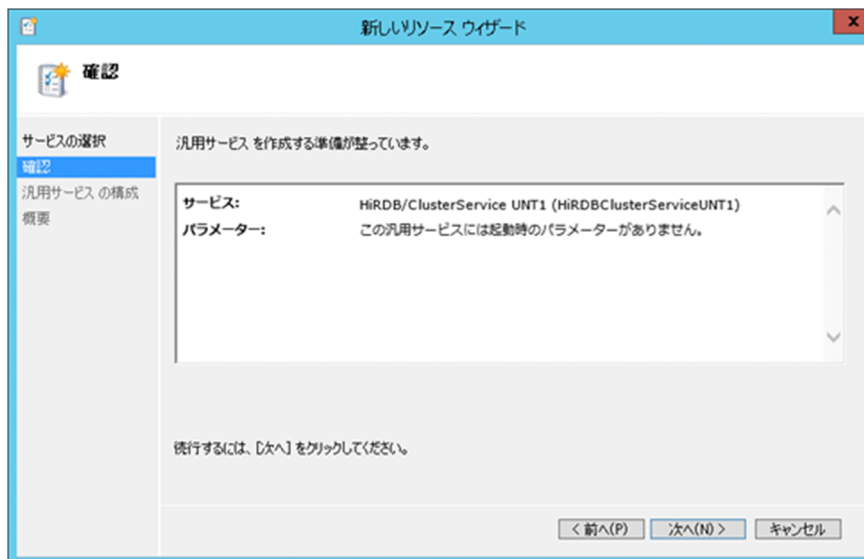 新しいリソース ウィザード
x
確認
サービスの選択
確認
汎用サービス の構成
概要
汎用サービス を作成する準備が整っています。
サービス: HiRDB/ClusterService UNT1 (HiRDBClusterServiceUNT1)
パラメーター: この汎用サービスには起動時のパラメーターがありません。
続行するには、[次へ] をクリックしてください。
< 前へ(P) 次へ(N) > キャンセル